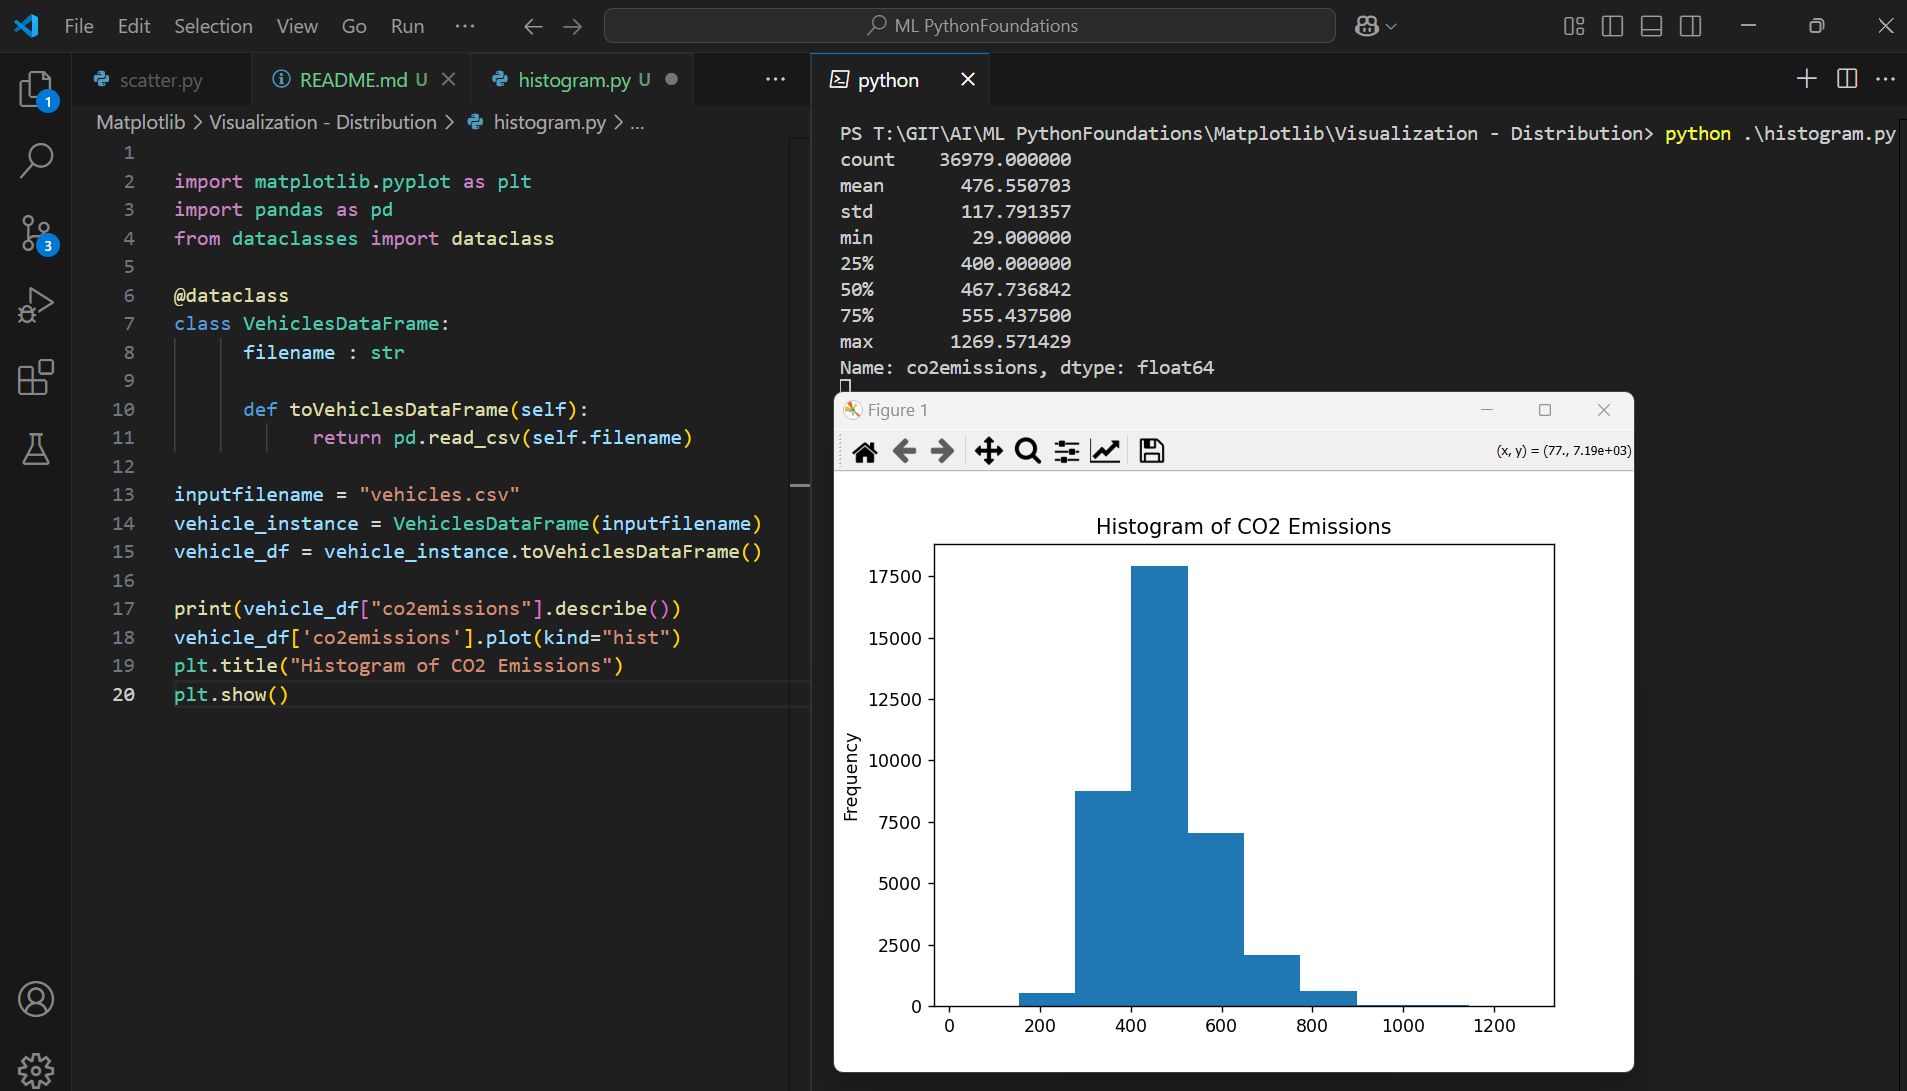 File Edit Selection View Go Run ··· ML PythonFoundations
scatter.py README.md U histogram.py U ··· python ···
Matplotlib > Visualization - Distribution > histogram.py > ...
1
2 import matplotlib.pyplot as plt
3 import pandas as pd
4 from dataclasses import dataclass
5
6 @dataclass
7 class VehiclesDataFrame:
8 filename : str
9
10 def toVehiclesDataFrame(self):
11 return pd.read_csv(self.filename)
12
13 inputfilename = "vehicles.csv"
14 vehicle_instance = VehiclesDataFrame(inputfilename)
15 vehicle_df = vehicle_instance.toVehiclesDataFrame()
16
17 print(vehicle_df["co2emissions"].describe())
18 vehicle_df['co2emissions'].plot(kind="hist")
19 plt.title("Histogram of CO2 Emissions")
20 plt.show()
1
3
PS T:\GIT\AI\ML PythonFoundations\Matplotlib\Visualization - Distribution> python .\histogram.py
count 36979.000000
mean 476.550703
std 117.791357
min 29.000000
25% 400.000000
50% 467.736842
75% 555.437500
max 1269.571429
Name: co2emissions, dtype: float64
Figure 1
(x, y) = (77., 7.19e+03)
Histogram of CO2 Emissions
17500
15000
12500
10000
7500
5000
2500
0
Frequency
0 200 400 600 800 1000 1200